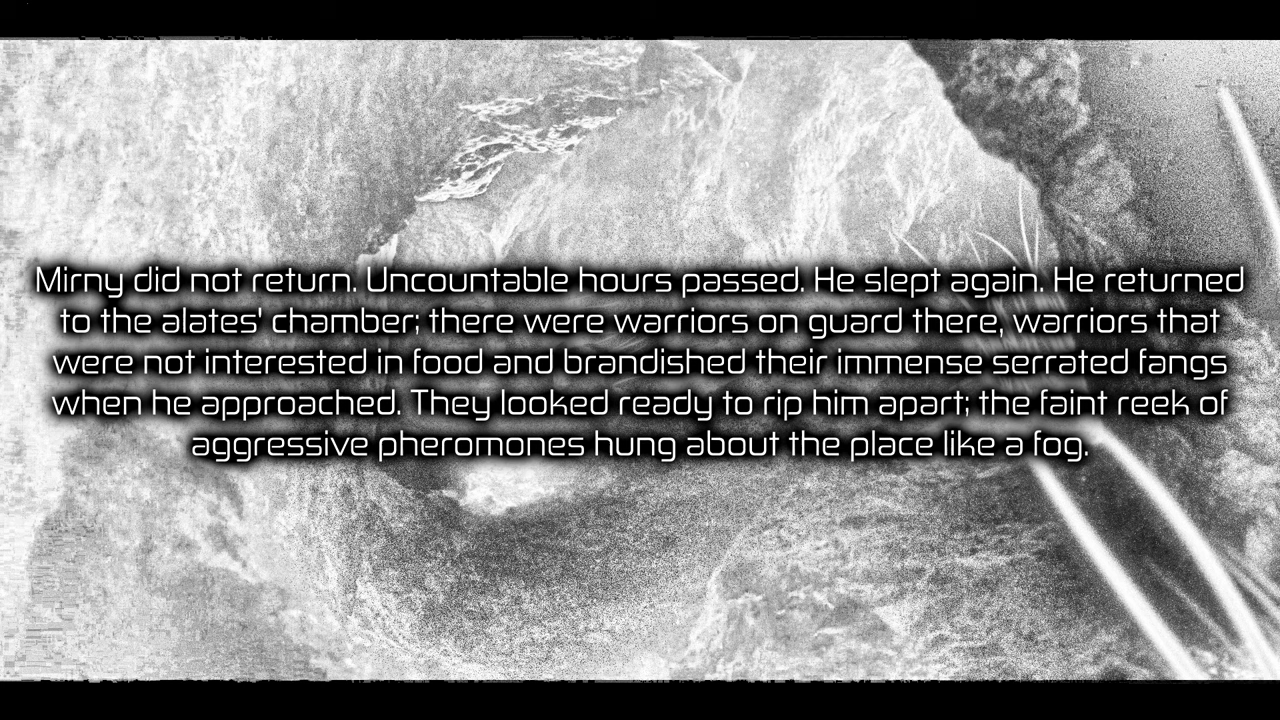 Mirny did not return. Uncountable hours passed. He slept again. He returned
to the alates' chamber; there were warriors on guard there, warriors that
were not interested in food and brandished their immense serrated fangs
when he approached. They looked ready to rip him apart; the faint reek of
aggressive pheromones hung about the place like a fog.